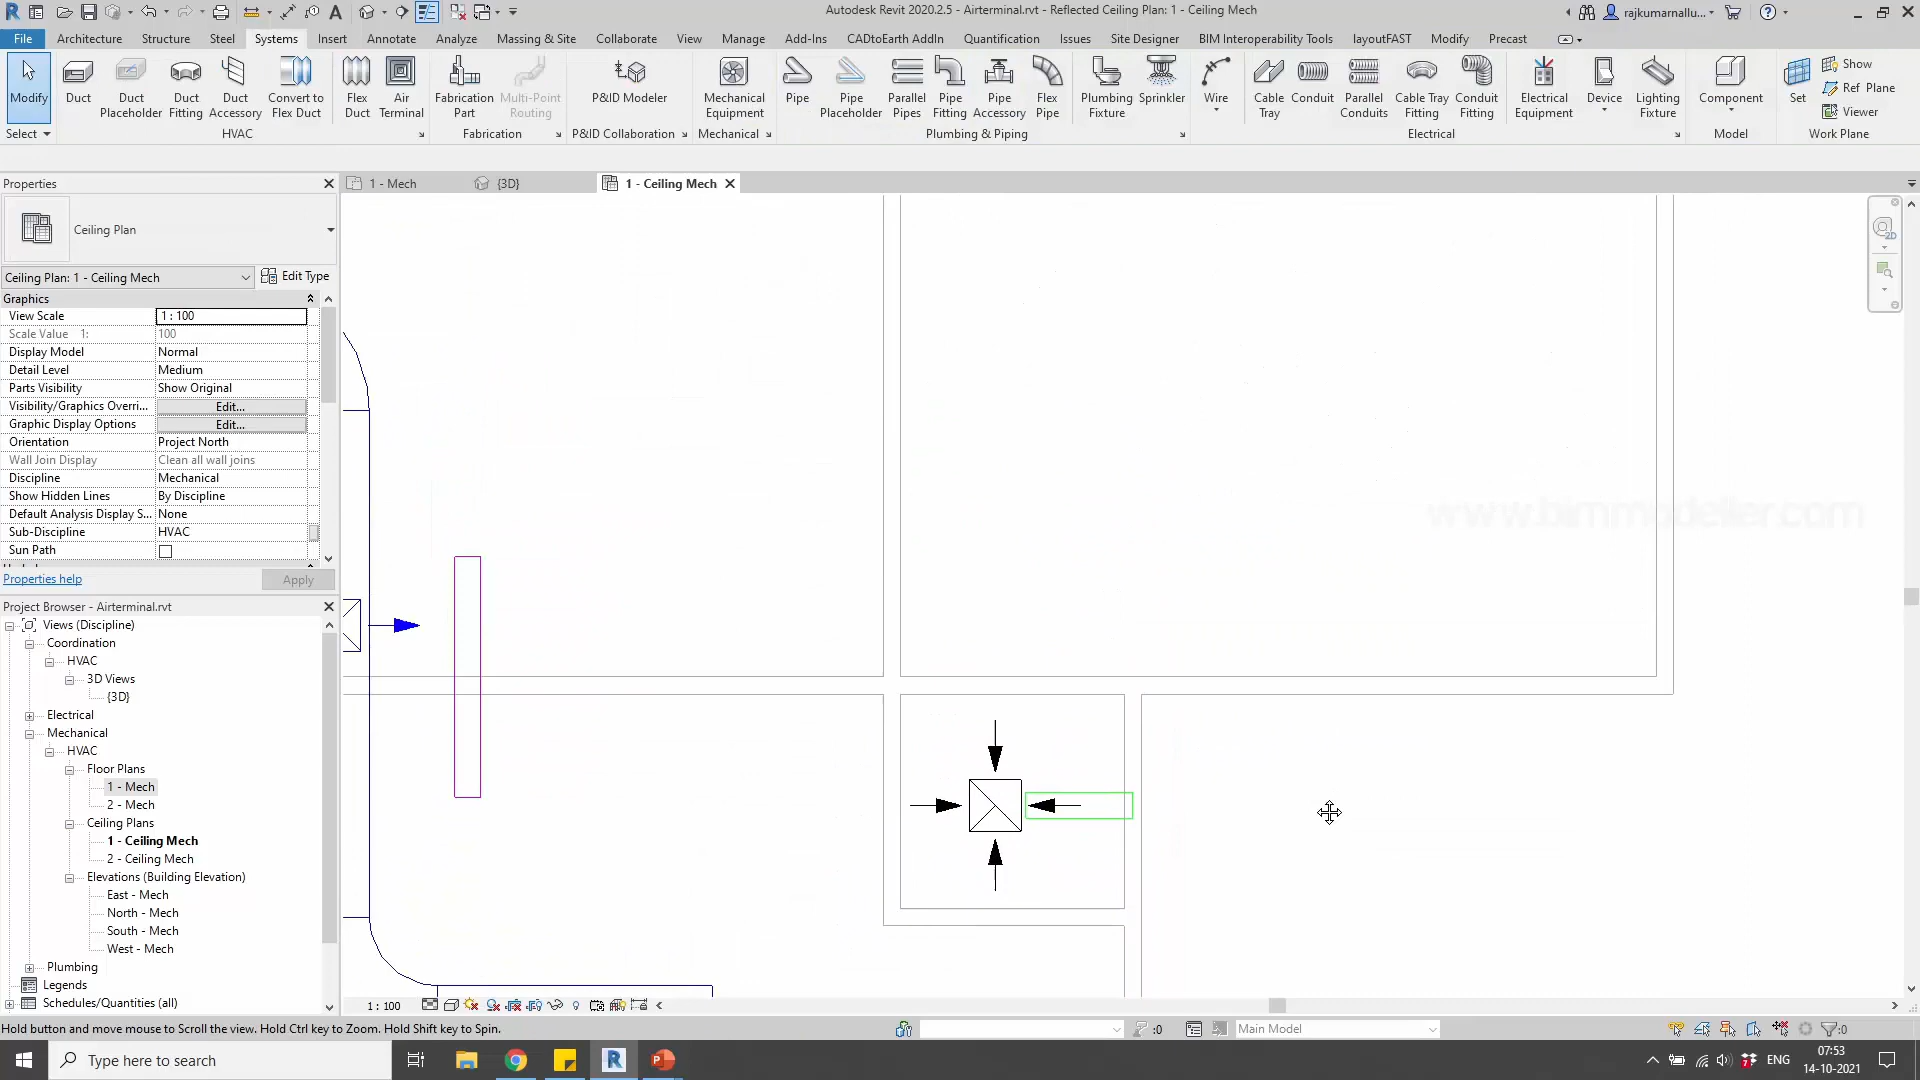 Autodesk Revit 2020.2.5 - Airterminal.rvt - Reflected Ceiling Plan: 1 - Ceiling Mech
rajkumarnallu...
File Architecture Structure Steel Systems Insert Annotate Analyze Massing & Site Collaborate View Manage Add-Ins CADtoEarth AddIn Quantification Issues Site Designer BIM Interoperability Tools layoutFAST Modify Precast
Modify
Duct
Duct Placeholder
Duct Fitting
Duct Accessory
Convert to Flex Duct
Flex Duct
Air Terminal
Fabrication Part
Multi-Point Routing
P&ID Modeler
Mechanical Equipment
Pipe
Pipe Placeholder
Parallel Pipes
Pipe Fitting
Pipe Accessory
Flex Pipe
Plumbing Fixture
Sprinkler
Wire
Cable Tray
Conduit
Parallel Conduits
Cable Tray Fitting
Conduit Fitting
Electrical Equipment
Device
Lighting Fixture
Component
Set
Show
Ref Plane
Viewer
Select HVAC Fabrication P&ID Collaboration Mechanical Plumbing & Piping Electrical Model Work Plane
Properties
1 - Mech {3D} 1 - Ceiling Mech
Ceiling Plan
2D
Ceiling Plan: 1 - Ceiling Mech Edit Type
Graphics
View Scale 1 : 100
Scale Value 1: 100
Display Model Normal
Detail Level Medium
Parts Visibility Show Original
Visibility/Graphics Overri... Edit...
Graphic Display Options Edit...
Orientation Project North
Wall Join Display Clean all wall joins
Discipline Mechanical
Show Hidden Lines By Discipline
Default Analysis Display S... None
Sub-Discipline HVAC
Sun Path
Properties help Apply
www.bimmodeller.com
Project Browser - Airterminal.rvt
Views (Discipline)
Coordination
HVAC
3D Views
{3D}
Electrical
Mechanical
HVAC
Floor Plans
1 - Mech
2 - Mech
Ceiling Plans
1 - Ceiling Mech
2 - Ceiling Mech
Elevations (Building Elevation)
East - Mech
North - Mech
South - Mech
West - Mech
Plumbing
Legends
Schedules/Quantities (all)
1 : 100
Hold button and move mouse to Scroll the view. Hold Ctrl key to Zoom. Hold Shift key to Spin.
:0 Main Model :0
Type here to search
ENG
07:53
14-10-2021